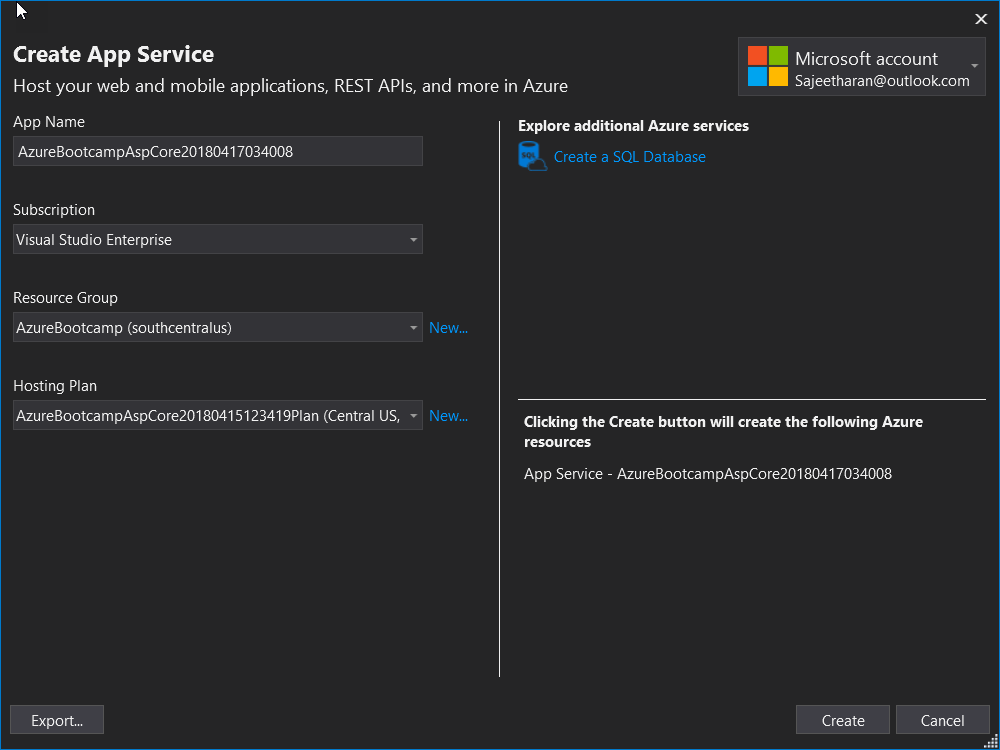 Create App Service
Host your web and mobile applications, REST APIs, and more in Azure
Microsoft account
Sajeetharan@outlook.com
App Name
AzureBootcampAspCore20180417034008
Subscription
Visual Studio Enterprise
Resource Group
AzureBootcamp (southcentralus)
New...
Hosting Plan
AzureBootcampAspCore20180415123419Plan (Central US,
New...
Explore additional Azure services
SQL
Create a SQL Database
Clicking the Create button will create the following Azure
resources
App Service - AzureBootcampAspCore20180417034008
Export...
Create
Cancel